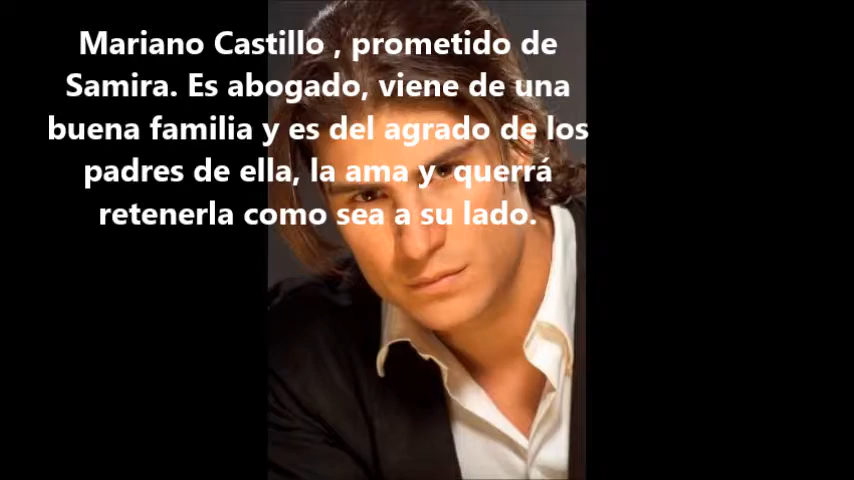 Mariano Castillo , prometido de
Samira. Es abogado, viene de una
buena familia y es del agrado de los
padres de ella, la ama y querrá
retenerla como sea a su lado.